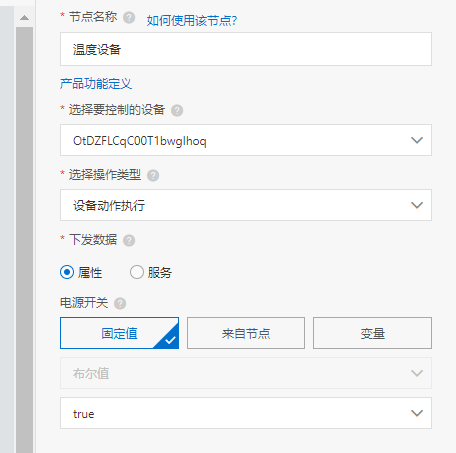 * 节点名称 ? 如何使用该节点?
温度设备
产品功能定义
* 选择要控制的设备 ?
OtDZFLCqC00T1bwglhoq
* 选择操作类型 ?
设备动作执行
* 下发数据 ?
属性 服务
电源开关 ?
固定值 来自节点 变量
布尔值
true